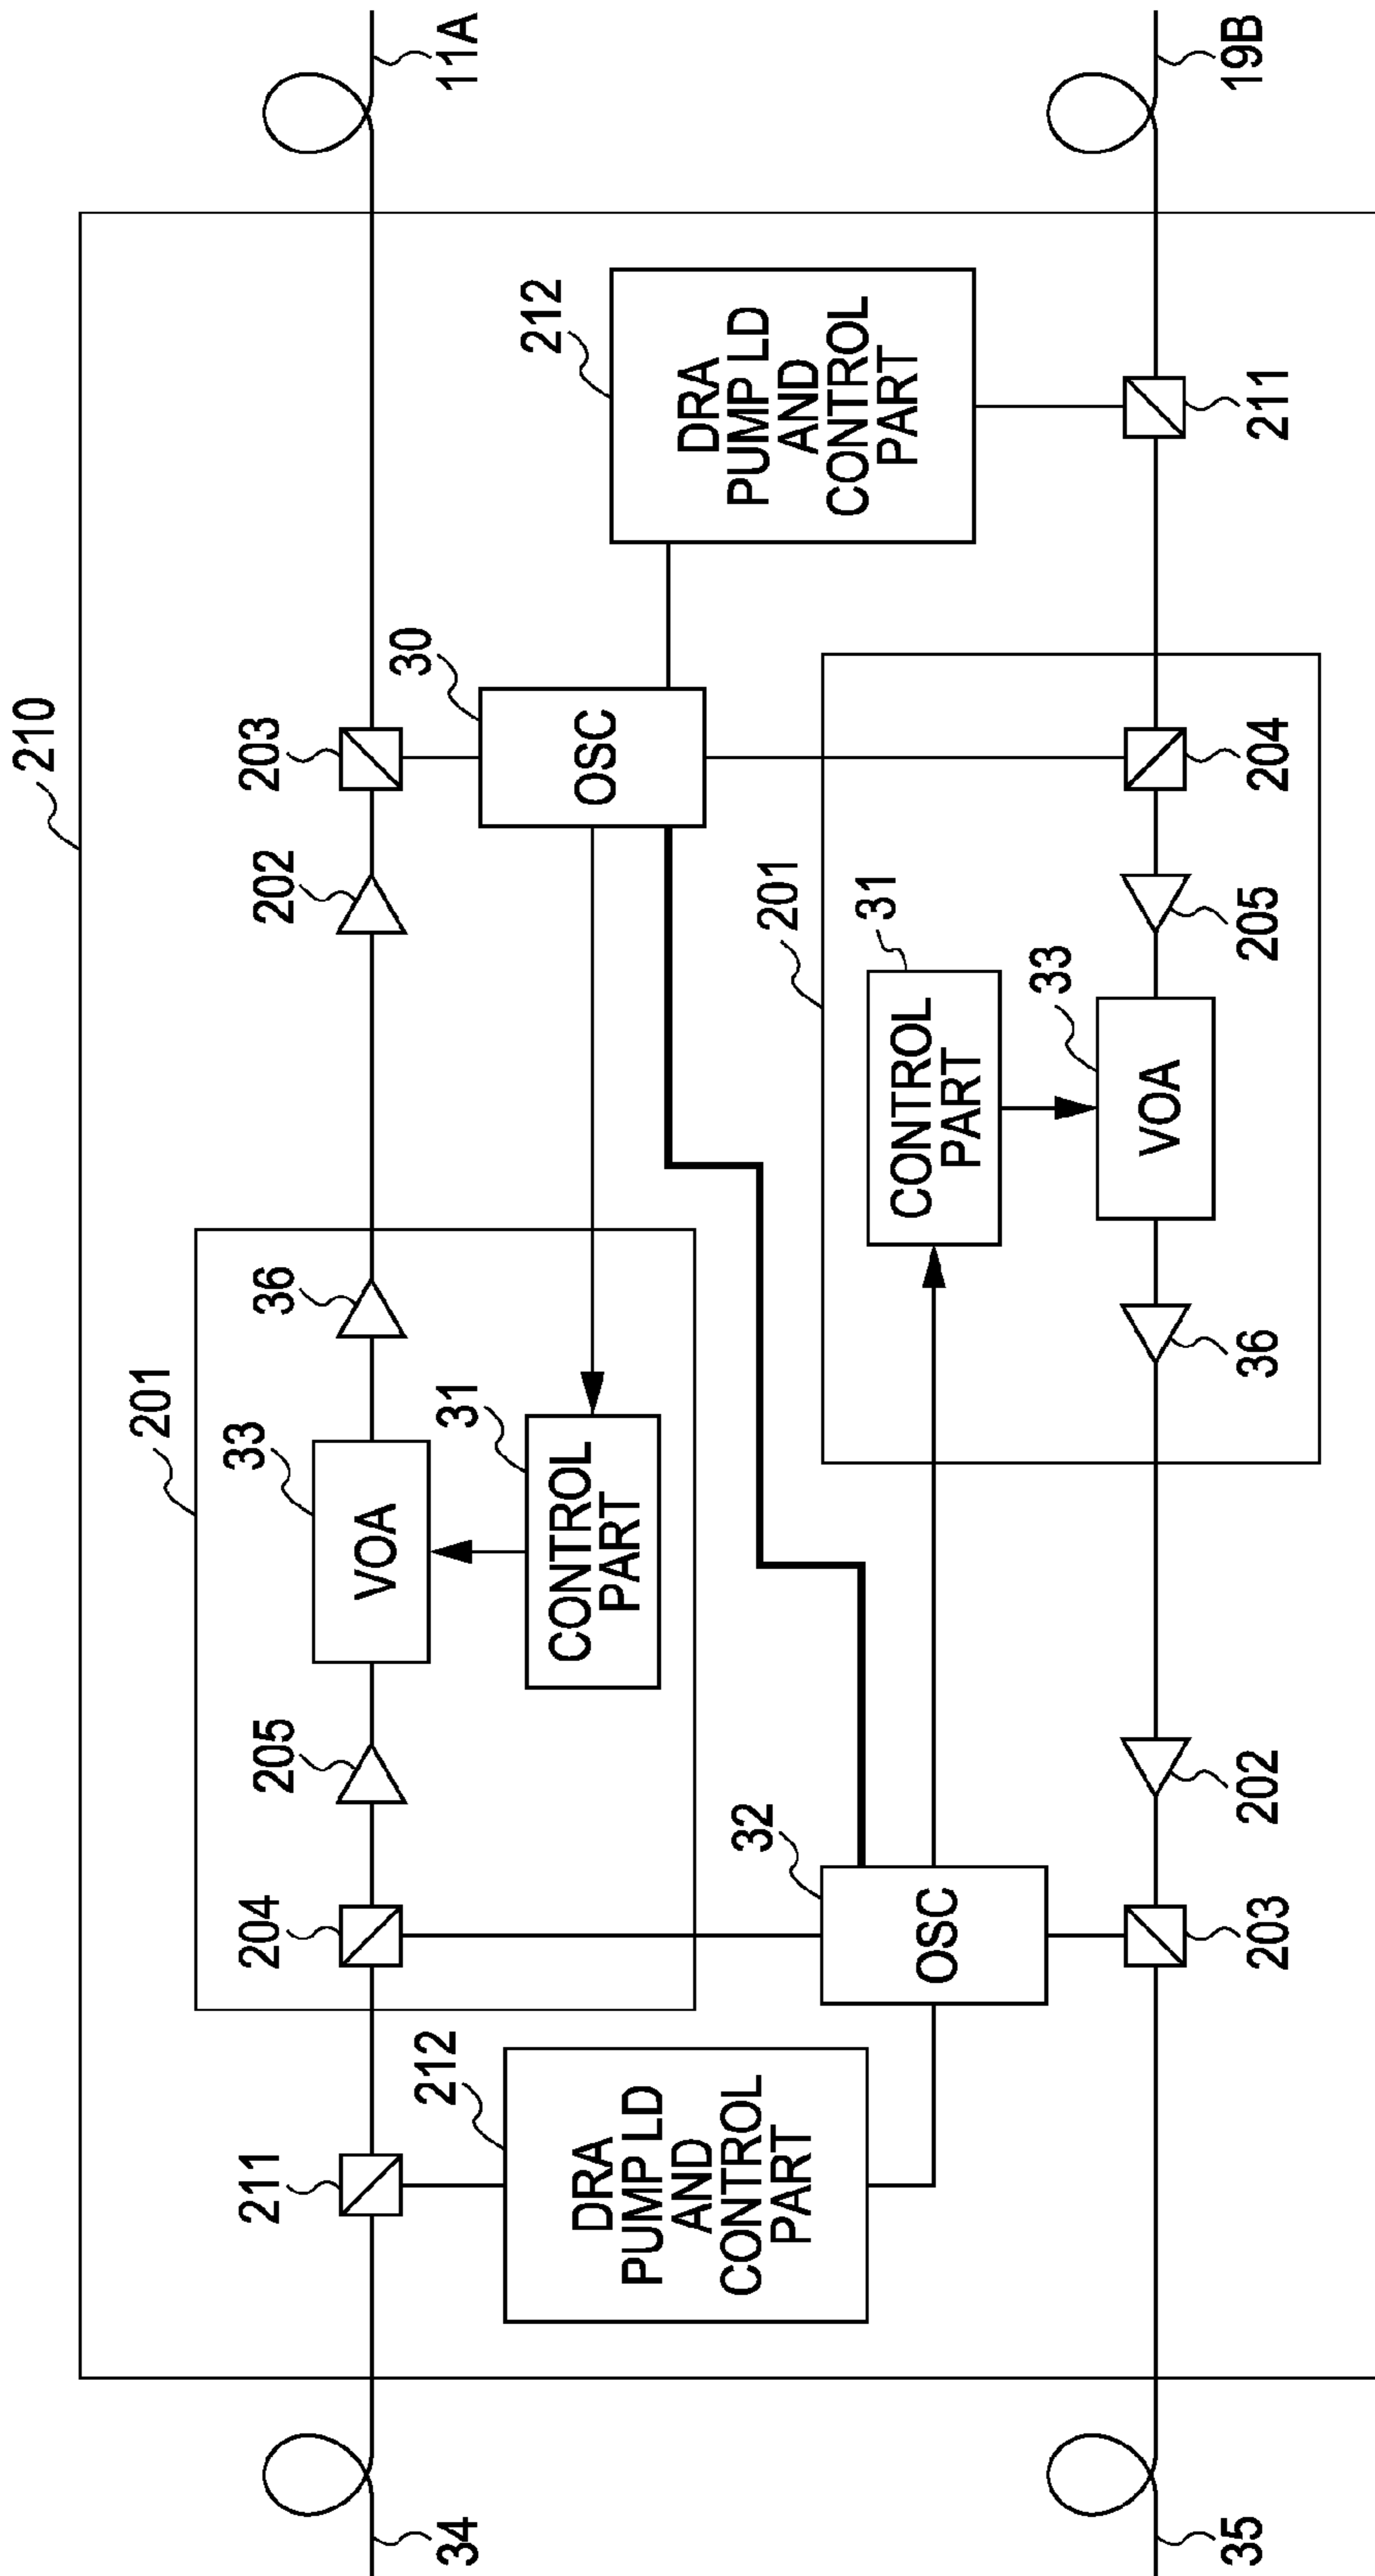 210
34
211
204
205
201
33
VOA
36
202
203
11A
31
CONTROL
PART
30
OSC
212
DRA
PUMP LD
AND
CONTROL
PART
212
DRA
PUMP LD
AND
CONTROL
PART
32
OSC
201
31
CONTROL
PART
33
VOA
35
203
202
36
205
204
211
19B